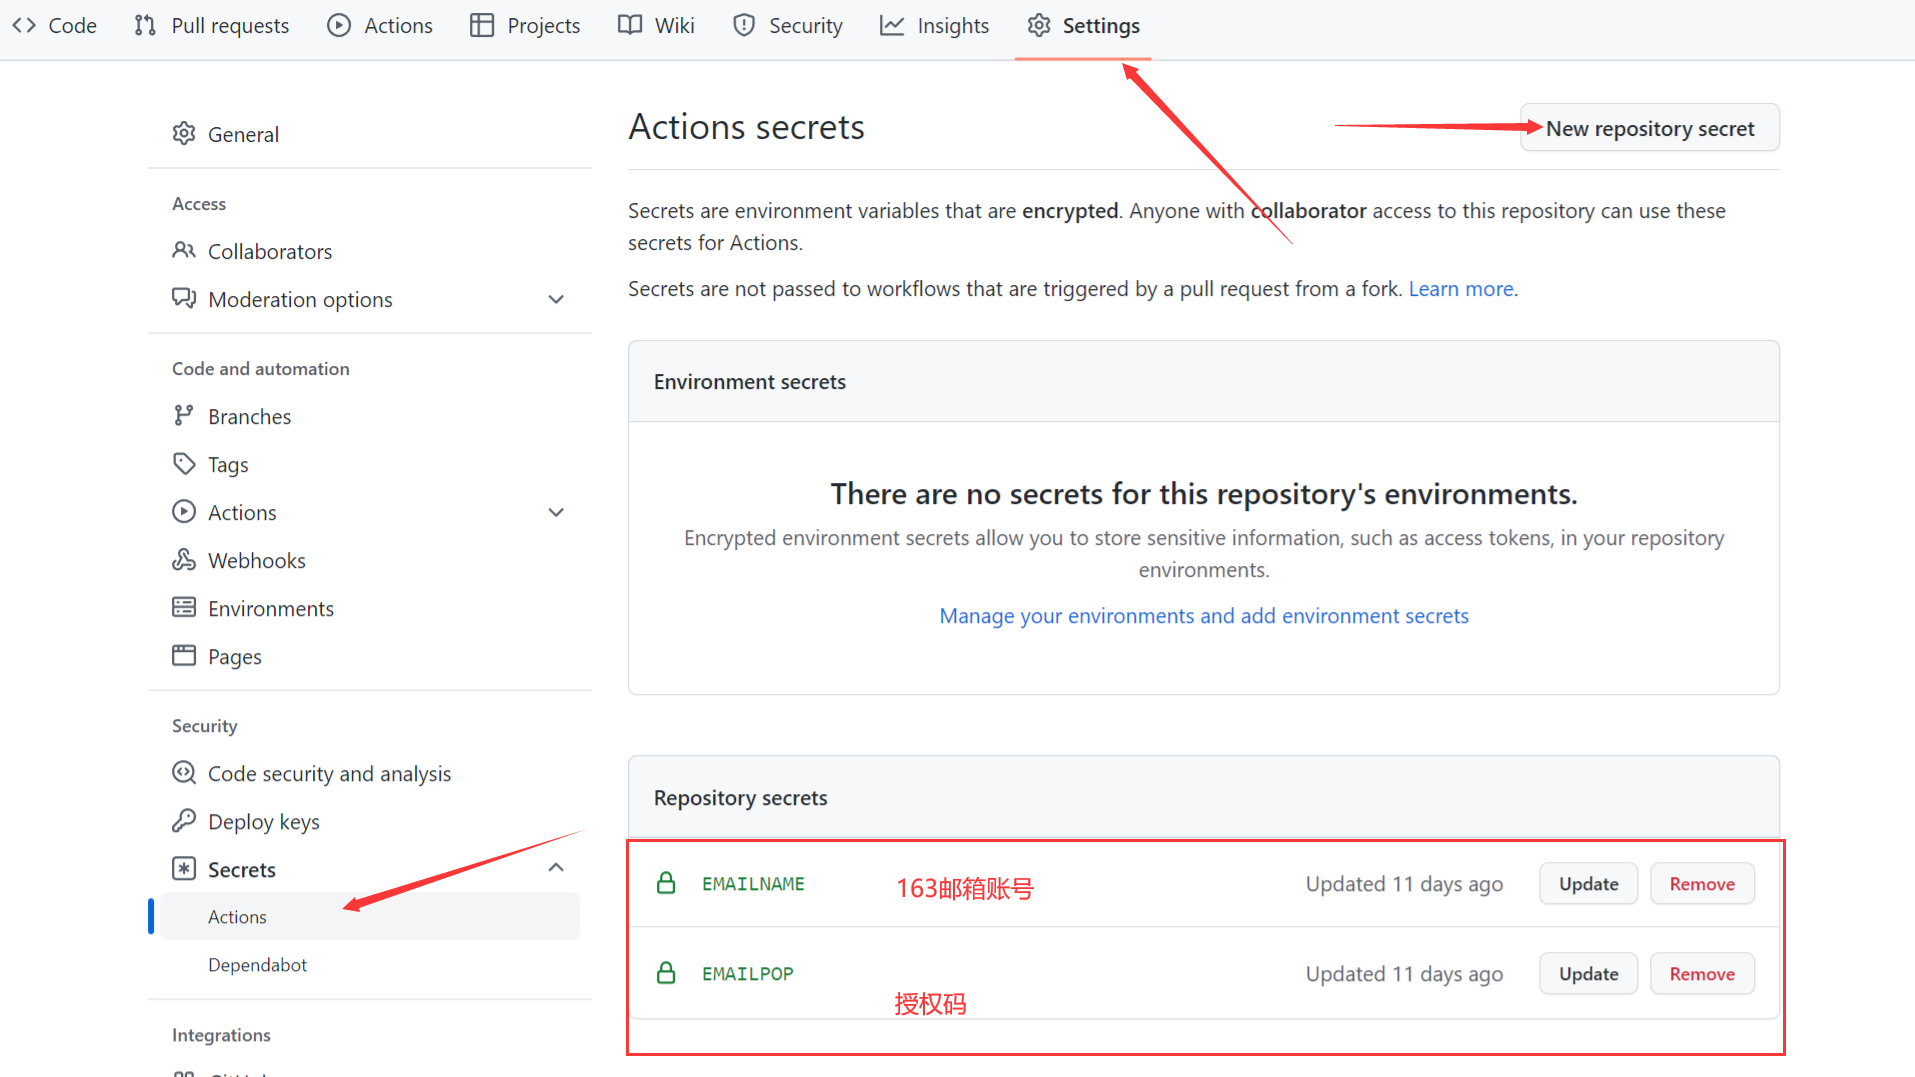 Code Pull requests Actions Projects Wiki Security Insights Settings
General
Access
Collaborators
Moderation options
Code and automation
Branches
Tags
Actions
Webhooks
Environments
Pages
Security
Code security and analysis
Deploy keys
Secrets
Actions
Dependabot
Integrations
Actions secrets
New repository secret
Secrets are environment variables that are encrypted. Anyone with collaborator access to this repository can use these
secrets for Actions.
Secrets are not passed to workflows that are triggered by a pull request from a fork. Learn more.
Environment secrets
There are no secrets for this repository's environments.
Encrypted environment secrets allow you to store sensitive information, such as access tokens, in your repository
environments.
Manage your environments and add environment secrets
Repository secrets
EMAILNAME 163邮箱账号 Updated 11 days ago Update Remove
EMAILPOP Updated 11 days ago Update Remove
授权码